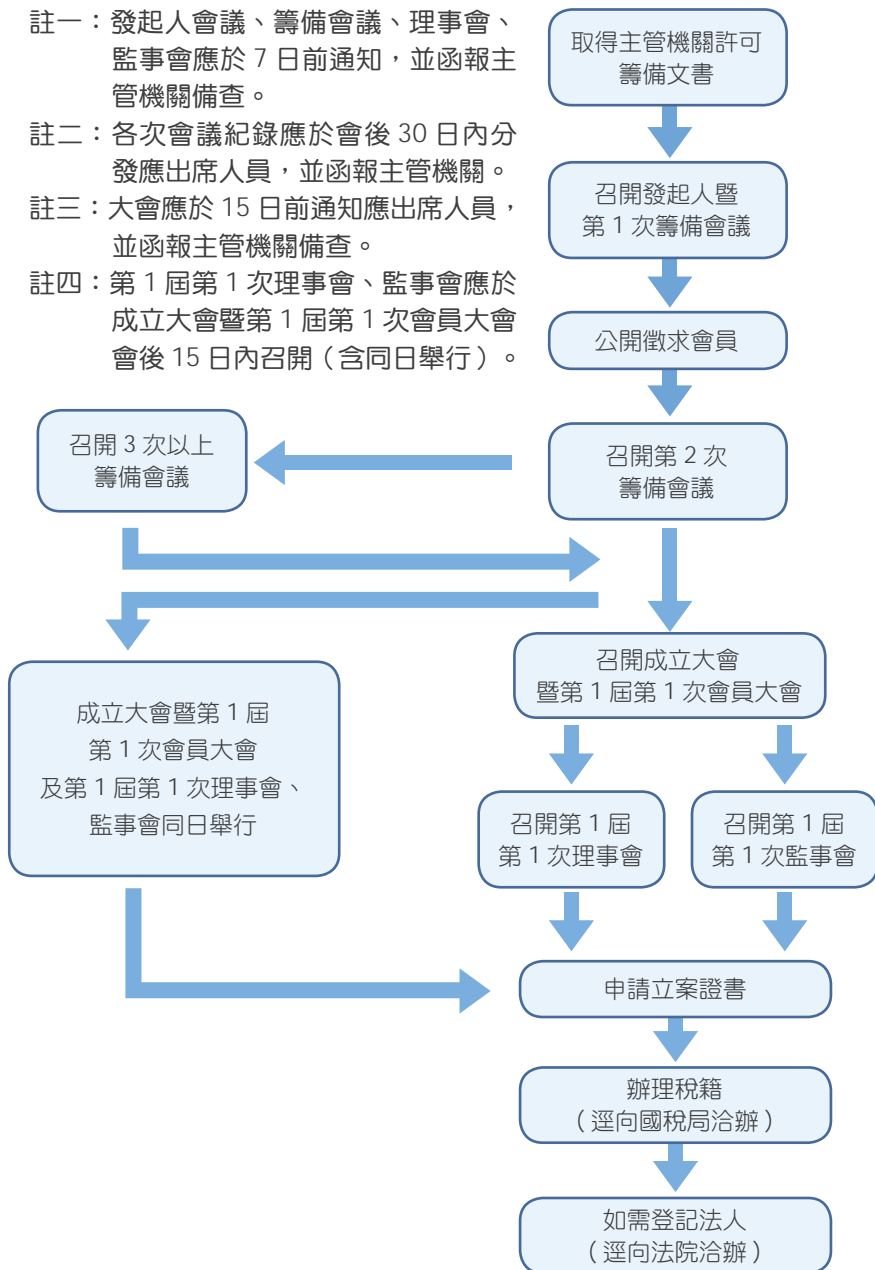 註一：發起人會議、籌備會議、理事會、
監事會應於 7 日前通知，並函報主
管機關備查。
註二：各次會議紀錄應於會後 30 日內分
發應出席人員，並函報主管機關。
註三：大會應於 15 日前通知應出席人員，
並函報主管機關備查。
註四：第 1 屆第 1 次理事會、監事會應於
成立大會暨第 1 屆第 1 次會員大會
會後 15 日內召開（含同日舉行）。
取得主管機關許可
籌備文書
召開發起人暨
第 1 次籌備會議
公開徵求會員
召開第 2 次
籌備會議
召開 3 次以上
籌備會議
召開成立大會
暨第 1 屆第 1 次會員大會
成立大會暨第 1 屆
第 1 次會員大會
及第 1 屆第 1 次理事會、
監事會同日舉行
召開第 1 屆
第 1 次理事會
召開第 1 屆
第 1 次監事會
申請立案證書
辦理稅籍
（逕向國稅局洽辦）
如需登記法人
（逕向法院洽辦）